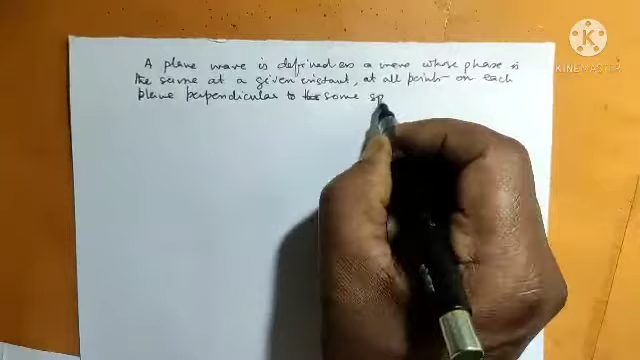 A plane wave is defined as a wave whose phase is
the same at a given instant, at all points on each
plane perpendicular to some sp
KINEMASTER